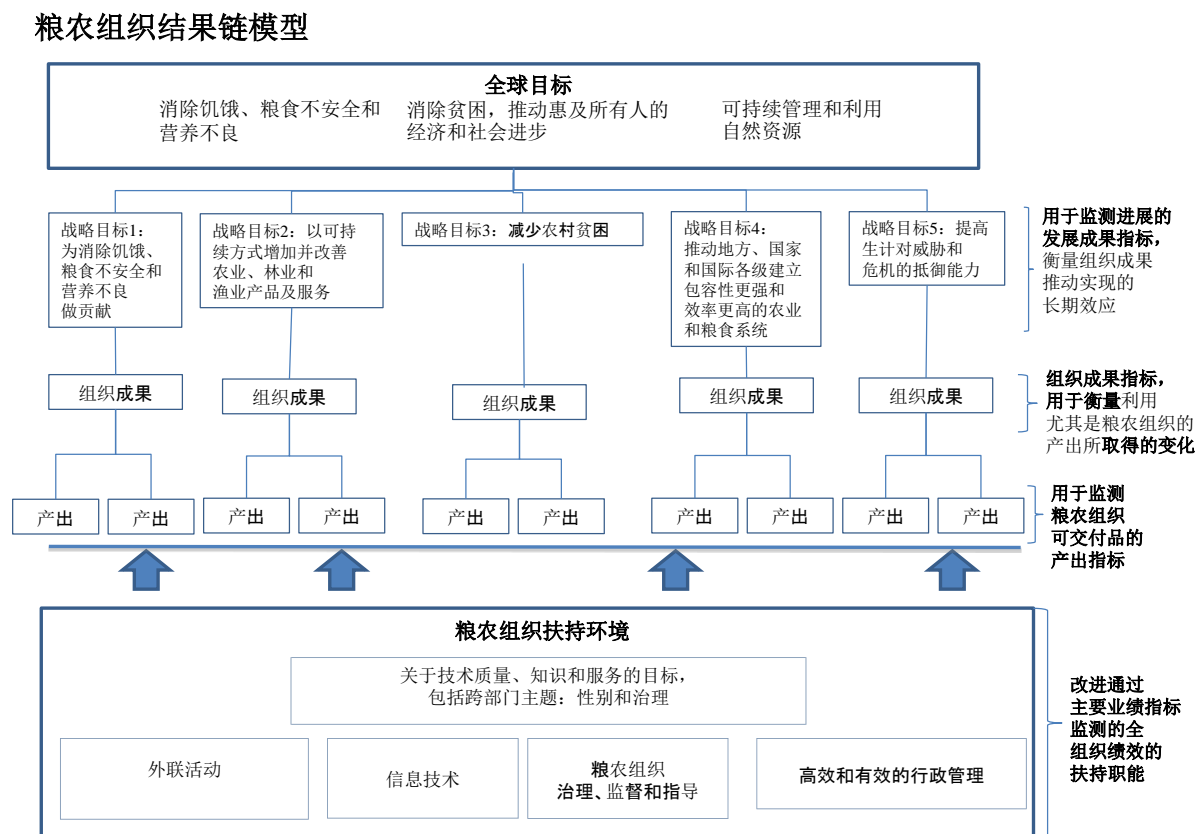 粮农组织结果链模型
全球目标
消除饥饿、粮食不安全和
营养不良
消除贫困，推动惠及所有人的
经济和社会进步
可持续管理和利用
自然资源
战略目标1：
为消除饥饿、
粮食不安全和
营养不良
做贡献
战略目标2：以可持
续方式增加并改善
农业、林业和
渔业产品及服务
战略目标3：减少农村贫困
战略目标4：
推动地方、国家
和国际各级建立
包容性更强和
效率更高的农业
和粮食系统
战略目标5：提高
生计对威胁和
危机的抵御能力
用于监测进展的
发展成果指标，
衡量组织成果
推动实现的
长期效应
组织成果
组织成果
组织成果
组织成果
组织成果
组织成果指标，
用于衡量利用
尤其是粮农组织的
产出所取得的变化
产出
产出
产出
产出
产出
产出
产出
产出
产出
产出
用于监测
粮农组织
可交付品的
产出指标
粮农组织扶持环境
关于技术质量、知识和服务的目标，
包括跨部门主题：性别和治理
外联活动
信息技术
粮农组织
治理、监督和指导
高效和有效的行政管理
改进通过
主要业绩指标
监测的全
组织绩效的
扶持职能